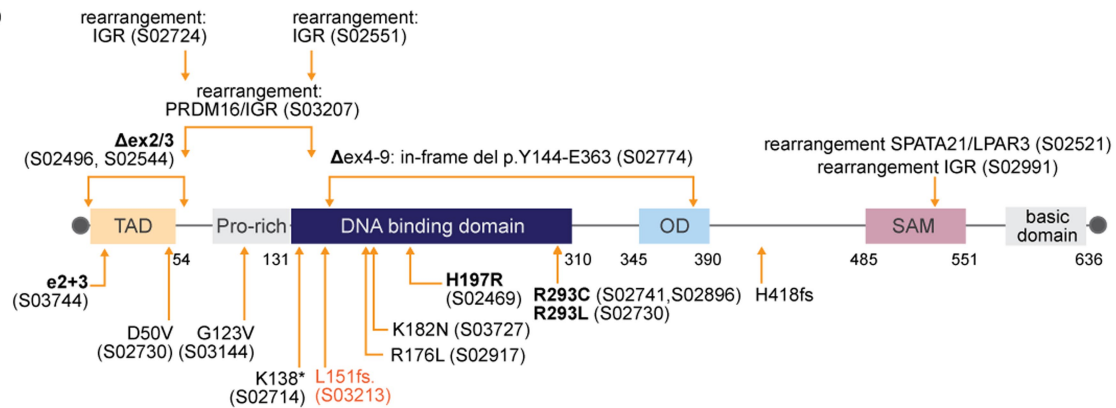 )
rearrangement:
IGR (S02724)
rearrangement:
IGR (S02551)
rearrangement:
PRDM16/IGR (S03207)
Δex2/3
(S02496, S02544)
Δex4-9: in-frame del p.Y144-E363 (S02774)
rearrangement SPATA21/LPAR3 (S02521)
rearrangement IGR (S02991)
TAD
Pro-rich
DNA binding domain
OD
SAM
basic
domain
54
131
310
345
390
485
551
636
e2+3
(S03744)
D50V
(S02730)
G123V
(S03144)
K138*
(S02714)
L151fs.
(S03213)
H197R
(S02469)
K182N (S03727)
R176L (S02917)
R293C (S02741,S02896)
R293L (S02730)
H418fs